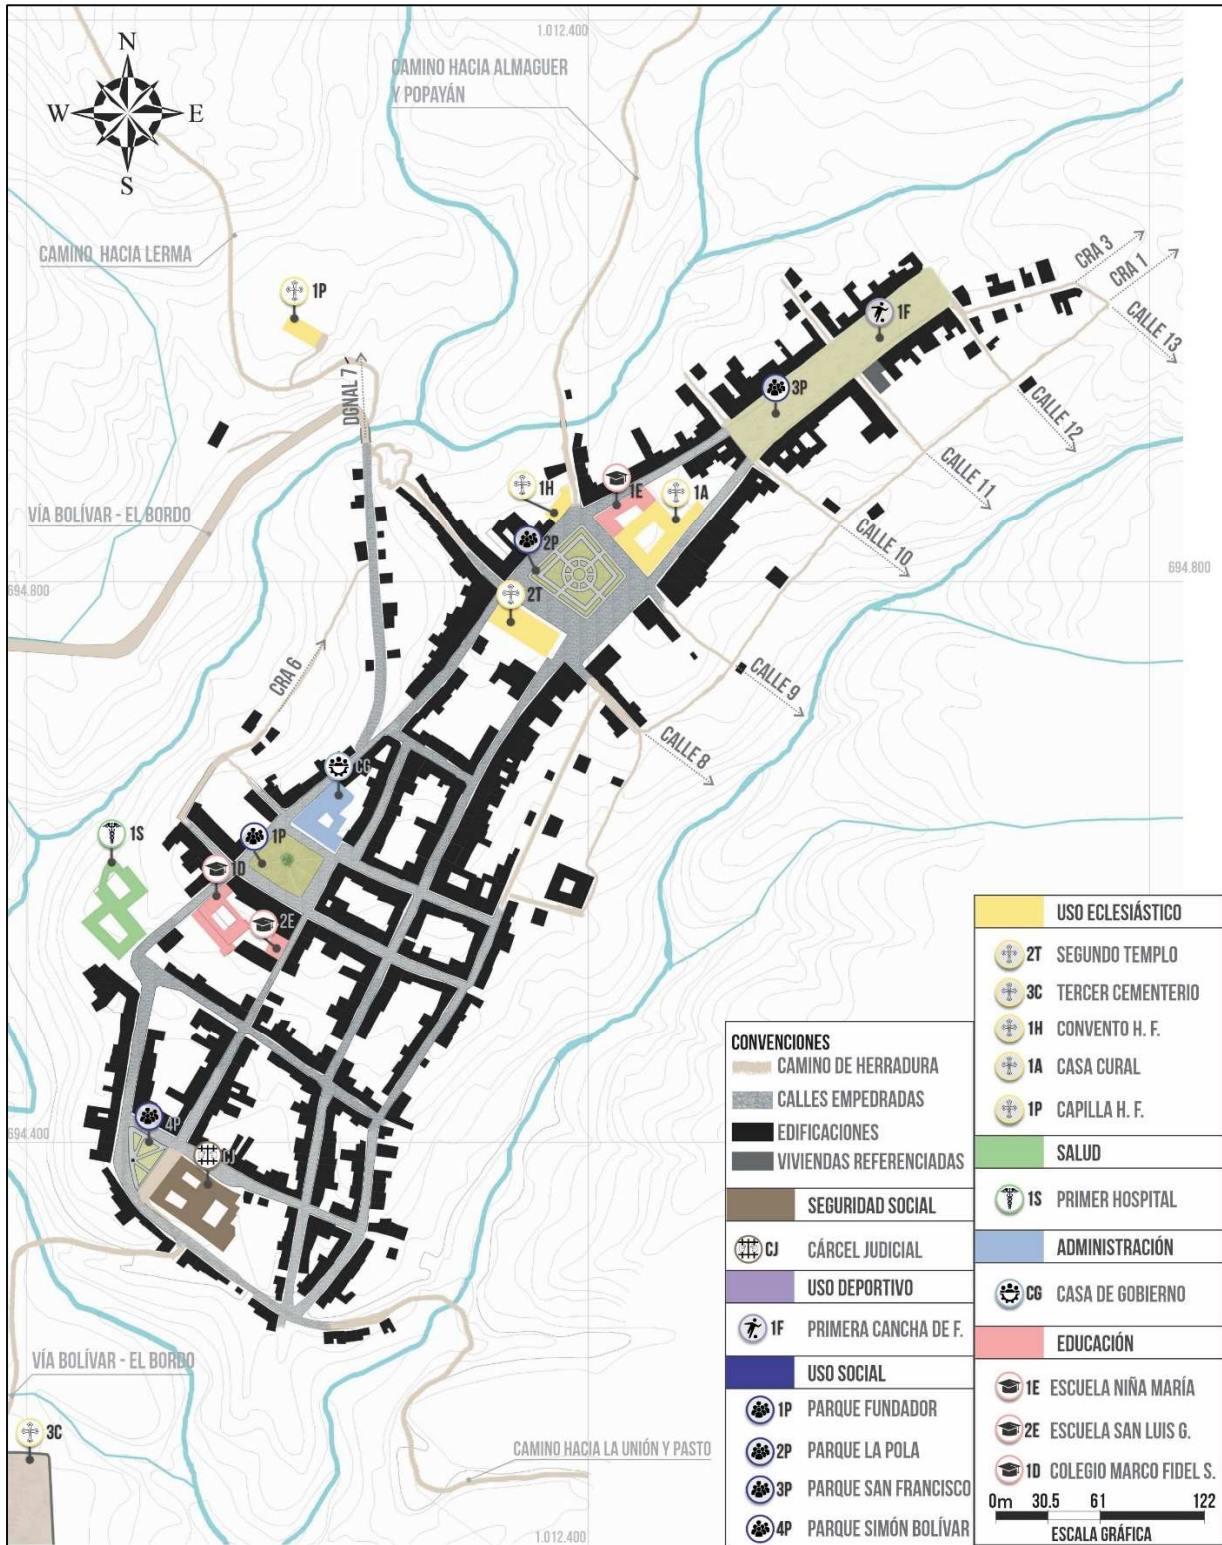 1.012.400
CAMINO HACIA ALMAGUER
Y POPAYÁN
N
W
E
S
CAMINO HACIA LERMA
1P
CRA 3
CRA 1
1F
CALLE 13
DGNAL 7
3P
CALLE 12
1H
1E
1A
CALLE 11
VÍA BOLÍVAR - EL BORDO
2P
CALLE 10
694.800
694.800
2T
CRA 6
CALLE 9
CALLE 8
CG
1S
1P
1D
2E
694.400
4P
CJ
VÍA BOLÍVAR - EL BORDO
3C
CAMINO HACIA LA UNIÓN Y PASTO
1.012.400
CONVENCIONES
CAMINO DE HERRADURA
CALLES EMPEDRADAS
EDIFICACIONES
VIVIENDAS REFERENCIADAS
SEGURIDAD SOCIAL
CJ CÁRCEL JUDICIAL
USO DEPORTIVO
1F PRIMERA CANCHA DE F.
USO SOCIAL
1P PARQUE FUNDADOR
2P PARQUE LA POLA
3P PARQUE SAN FRANCISCO
4P PARQUE SIMÓN BOLÍVAR
USO ECLESIÁSTICO
2T SEGUNDO TEMPLO
3C TERCER CEMENTERIO
1H CONVENTO H. F.
1A CASA CURAL
1P CAPILLA H. F.
SALUD
1S PRIMER HOSPITAL
ADMINISTRACIÓN
CG CASA DE GOBIERNO
EDUCACIÓN
1E ESCUELA NIÑA MARÍA
2E ESCUELA SAN LUIS G.
1D COLEGIO MARCO FIDEL S.
0m 30.5 61 122
ESCALA GRÁFICA